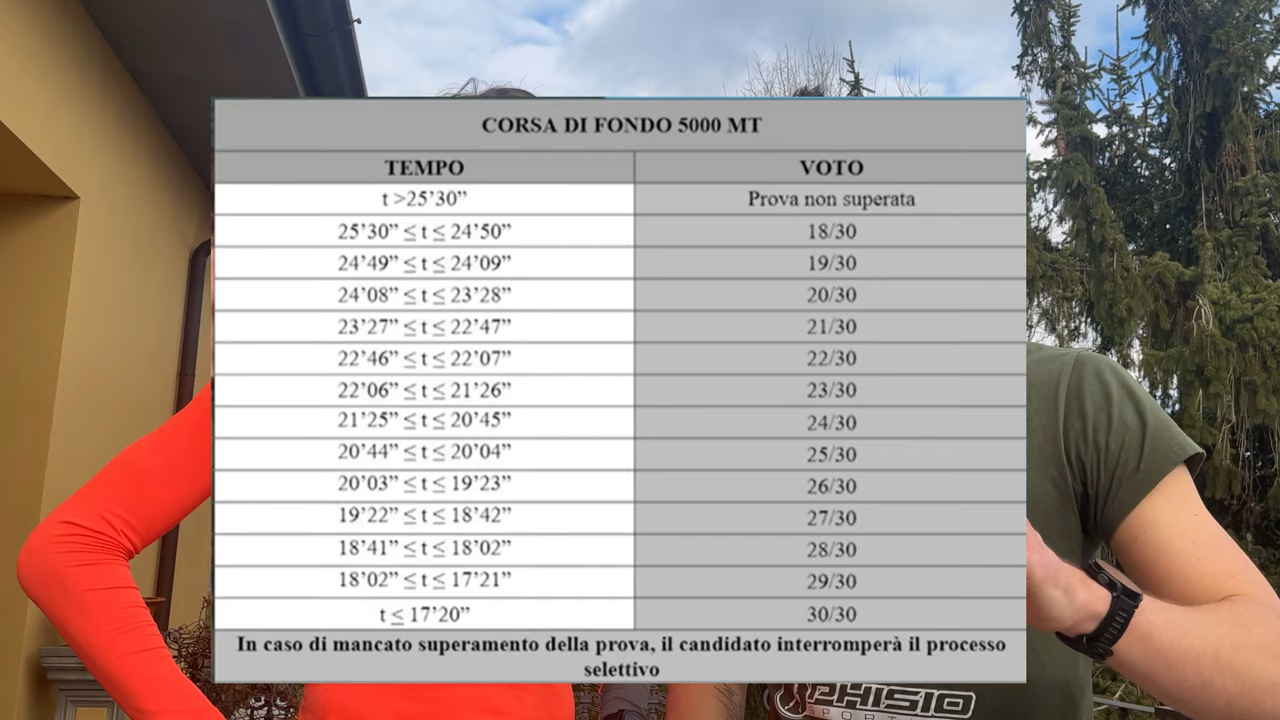 CORSA DI FONDO 5000 MT
TEMPO VOTO
t >25’30” Prova non superata
25’30” ≤ t ≤ 24’50” 18/30
24’49” ≤ t ≤ 24’09” 19/30
24’08” ≤ t ≤ 23’28” 20/30
23’27” ≤ t ≤ 22’47” 21/30
22’46” ≤ t ≤ 22’07” 22/30
22’06” ≤ t ≤ 21’26” 23/30
21’25” ≤ t ≤ 20’45” 24/30
20’44” ≤ t ≤ 20’04” 25/30
20’03” ≤ t ≤ 19’23” 26/30
19’22” ≤ t ≤ 18’42” 27/30
18’41” ≤ t ≤ 18’02” 28/30
18’02” ≤ t ≤ 17’21” 29/30
t ≤ 17’20” 30/30
In caso di mancato superamento della prova, il candidato interromperà il processo
selettivo
PHISIO
SPORT